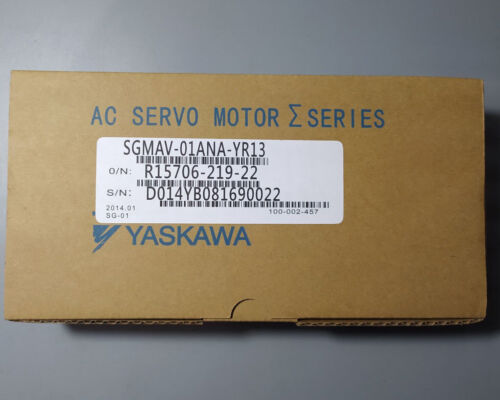 AC SERVO MOTOR Σ SERIES
SGMAV-01ANA-YR13
O/N: R15706-219-22
S/N: D014YB081690022
2014.01
SG-01 100-002-457
YASKAWA